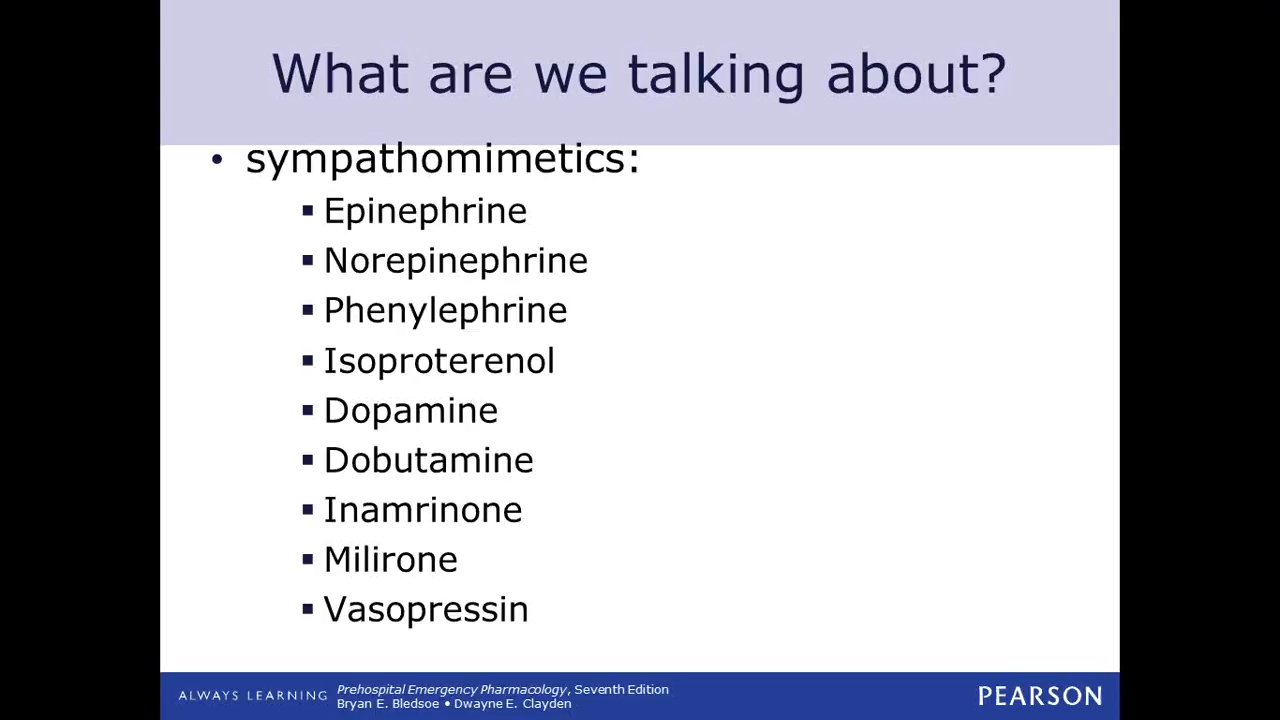 What are we talking about?
• sympathomimetics:
▪ Epinephrine
▪ Norepinephrine
▪ Phenylephrine
▪ Isoproterenol
▪ Dopamine
▪ Dobutamine
▪ Inamrinone
▪ Milirone
▪ Vasopressin
ALWAYS LEARNING
Prehospital Emergency Pharmacology, Seventh Edition
Bryan E. Bledsoe • Dwayne E. Clayden
PEARSON